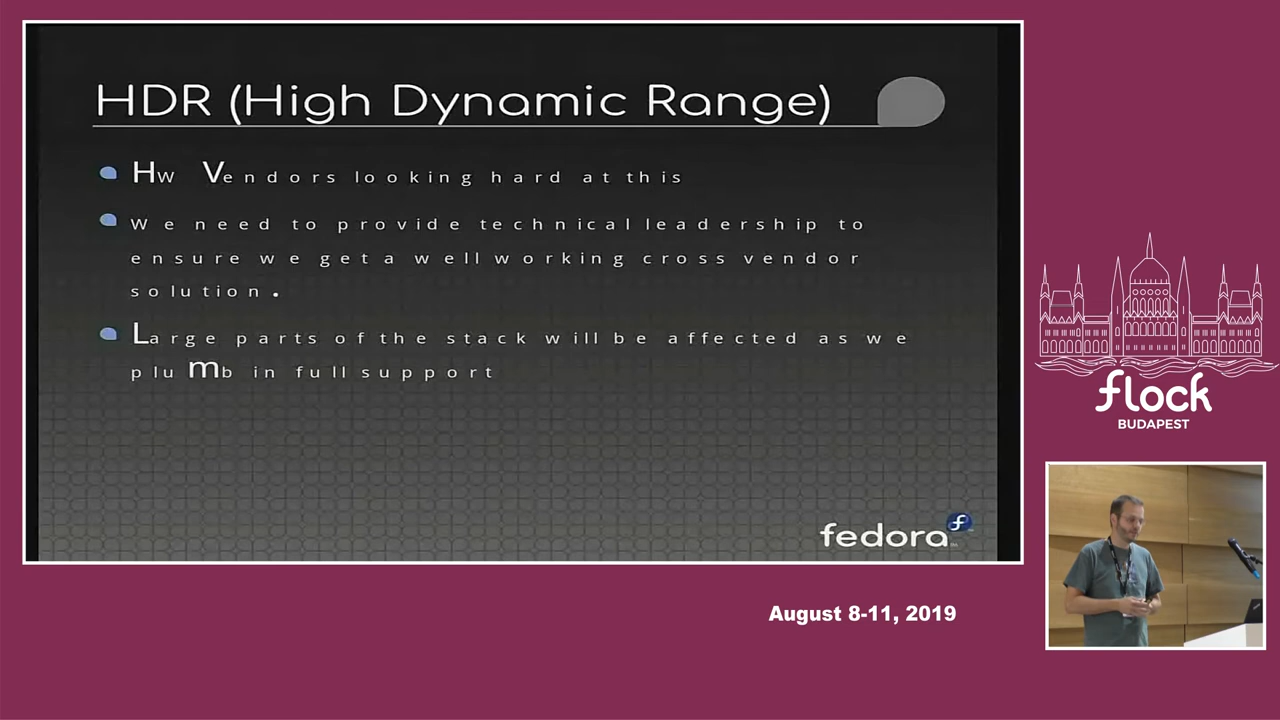 HDR (High Dynamic Range)
Hw Vendors looking hard at this
We need to provide technical leadership to
ensure we get a well working cross vendor
solution.
Large parts of the stack will be affected as we
plumb in full support
fedora
flock
BUDAPEST
August 8-11, 2019